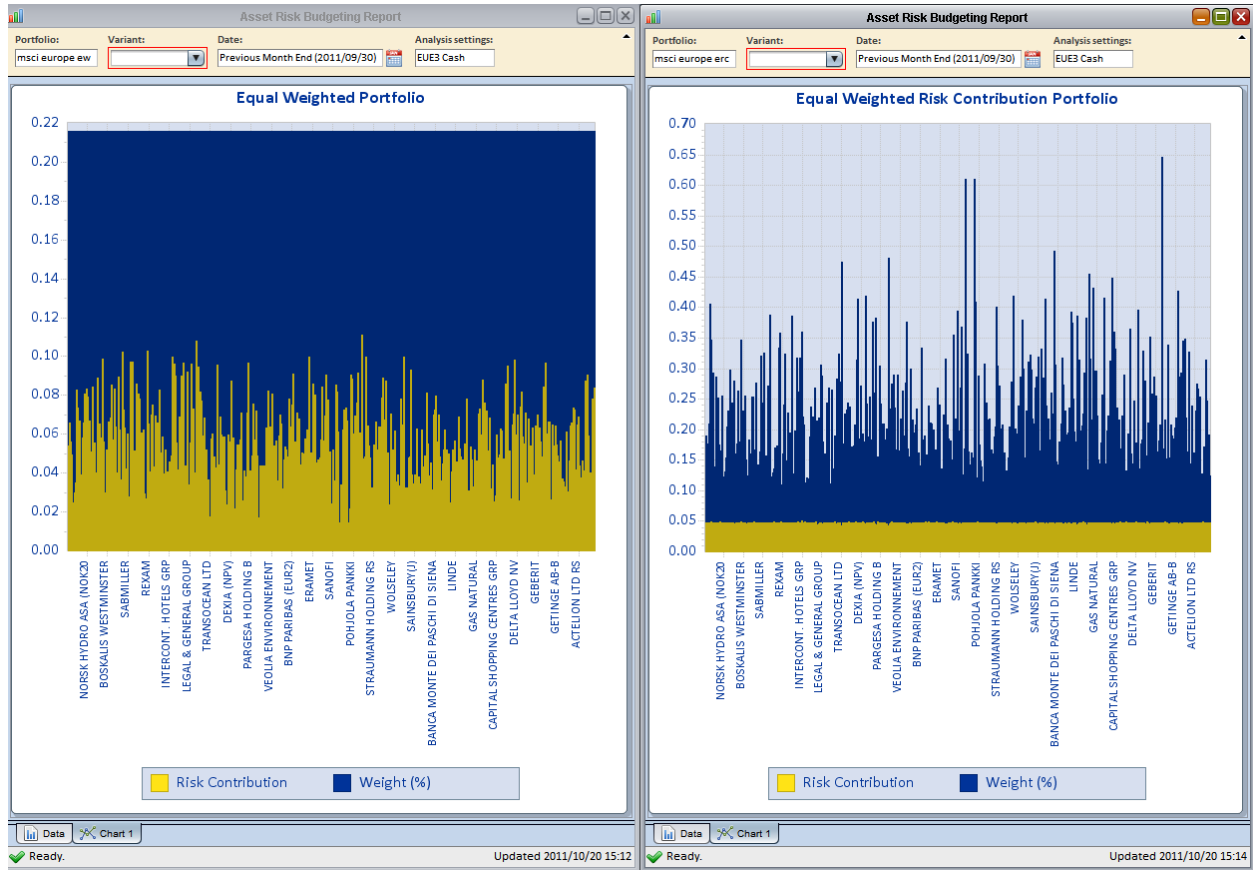 Asset Risk Budgeting Report
Portfolio: Variant: Date: Analysis settings:
msci europe ew Previous Month End (2011/09/30) EUE3 Cash
Equal Weighted Portfolio
0.22
0.20
0.18
0.16
0.14
0.12
0.10
0.08
0.06
0.04
0.02
0.00
NORSK HYDRO ASA (NOK20
BOSKALIS WESTMINSTER
SABMILLER
REXAM
INTERCONT. HOTELS GRP
LEGAL & GENERAL GROUP
TRANSOCEAN LTD
DEXIA (NPV)
PARGESA HOLDING B
VEOLIA ENVIRONNEMENT
BNP PARIBAS (EUR2)
ERAMET
SANOFI
POHJOLA PANKKI
STRAUMANN HOLDING RS
WOLSELEY
SAINSBURY(J)
BANCA MONTE DEI PASCHI DI SIENA
LINDE
GAS NATURAL
CAPITAL SHOPPING CENTRES GRP
DELTA LLOYD NV
GEBERIT
GETINGE AB-B
ACTELION LTD RS
Risk Contribution Weight (%)
Data Chart 1
Ready. Updated 2011/10/20 15:12
Asset Risk Budgeting Report
Portfolio: Variant: Date: Analysis settings:
msci europe erc Previous Month End (2011/09/30) EUE3 Cash
Equal Weighted Risk Contribution Portfolio
0.70
0.65
0.60
0.55
0.50
0.45
0.40
0.35
0.30
0.25
0.20
0.15
0.10
0.05
0.00
NORSK HYDRO ASA (NOK20
BOSKALIS WESTMINSTER
SABMILLER
REXAM
INTERCONT. HOTELS GRP
LEGAL & GENERAL GROUP
TRANSOCEAN LTD
DEXIA (NPV)
PARGESA HOLDING B
VEOLIA ENVIRONNEMENT
BNP PARIBAS (EUR2)
ERAMET
SANOFI
POHJOLA PANKKI
STRAUMANN HOLDING RS
WOLSELEY
SAINSBURY(J)
BANCA MONTE DEI PASCHI DI SIENA
LINDE
GAS NATURAL
CAPITAL SHOPPING CENTRES GRP
DELTA LLOYD NV
GEBERIT
GETINGE AB-B
ACTELION LTD RS
Risk Contribution Weight (%)
Data Chart 1
Ready. Updated 2011/10/20 15:14